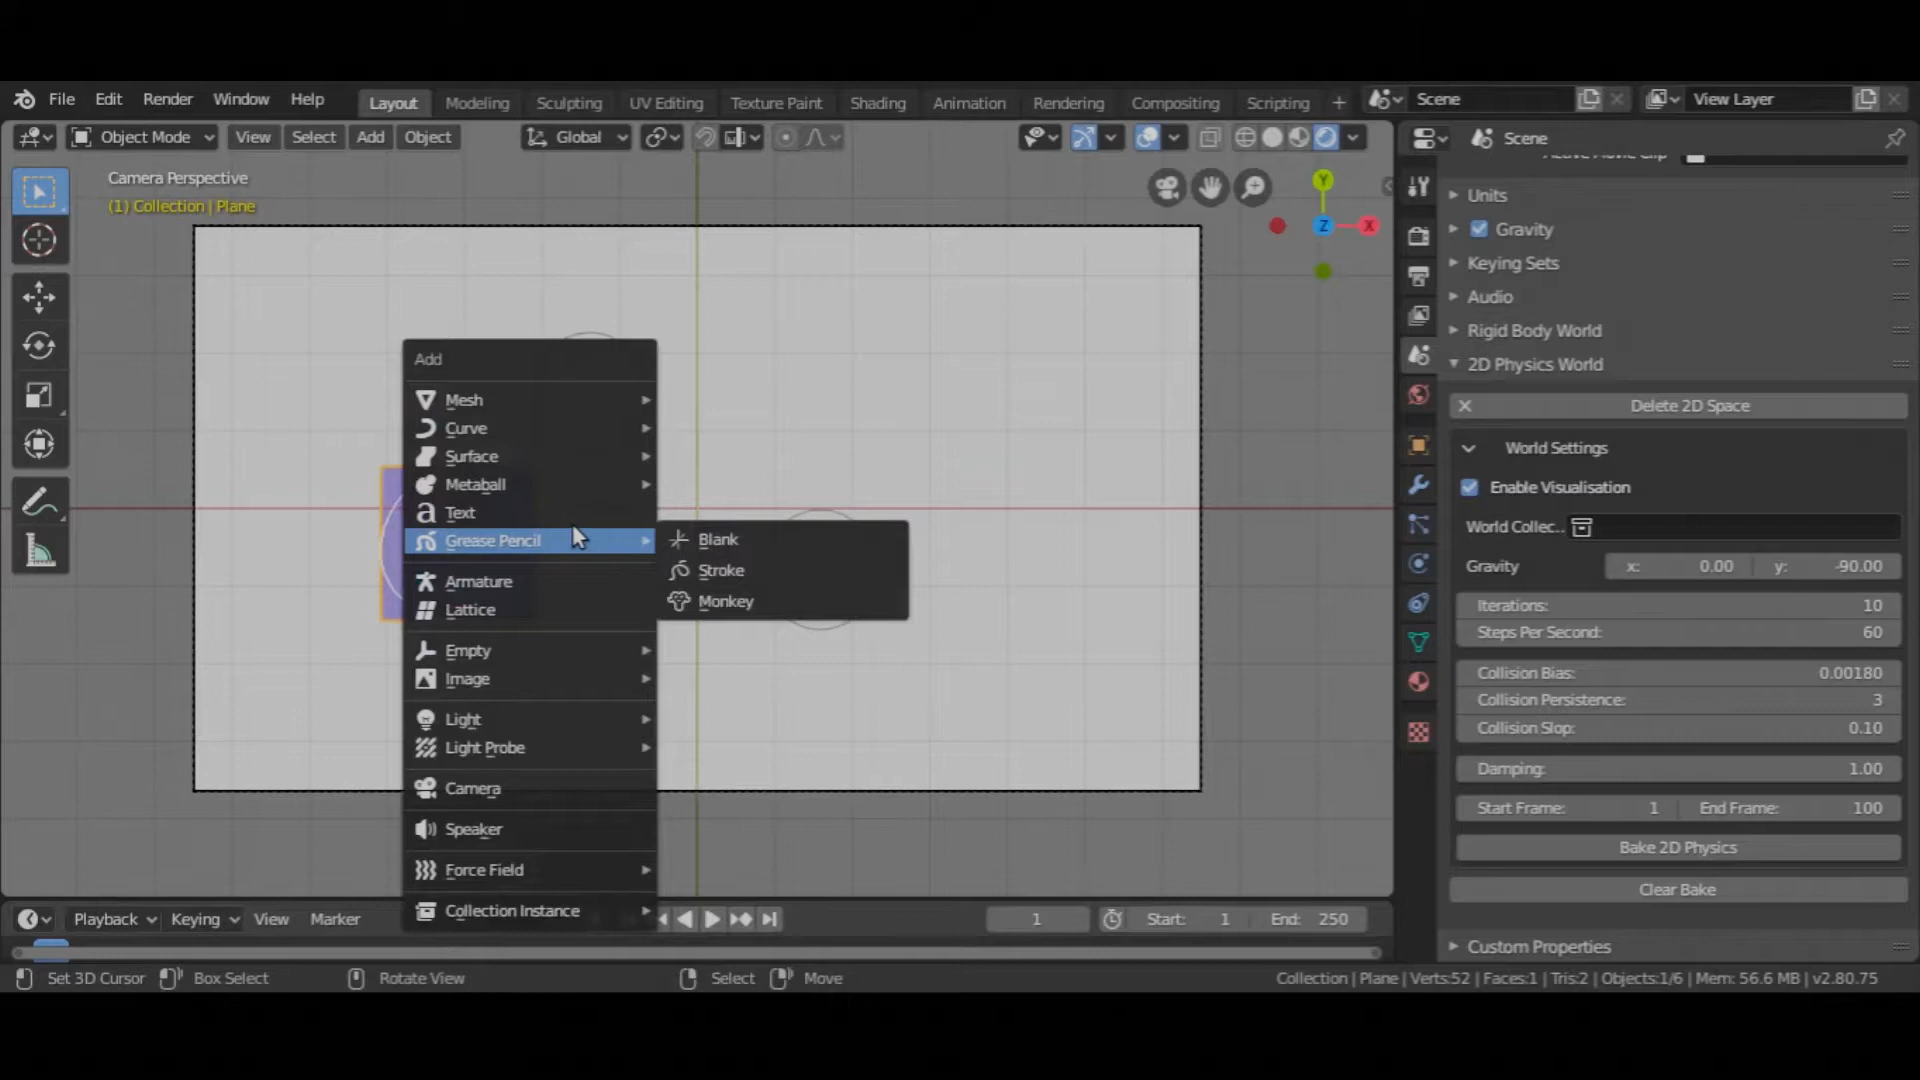 File Edit Render Window Help Layout Modeling Sculpting UV Editing Texture Paint Shading Animation Rendering Compositing Scripting + Scene View Layer
Object Mode View Select Add Object Global Scene
Camera Perspective
(1) Collection | Plane
Y
Z
X
Units
Gravity
Keying Sets
Audio
Rigid Body World
2D Physics World
Delete 2D Space
World Settings
Enable Visualisation
World Collec..
Gravity x: 0.00 y: -90.00
Iterations: 10
Steps Per Second: 60
Collision Bias: 0.00180
Collision Persistence: 3
Collision Slop: 0.10
Damping: 1.00
Start Frame: 1 End Frame: 100
Bake 2D Physics
Clear Bake
Custom Properties
Add
Mesh
Curve
Surface
Metaball
Text
Grease Pencil
Armature
Lattice
Empty
Image
Light
Light Probe
Camera
Speaker
Force Field
Collection Instance
Blank
Stroke
Monkey
Playback Keying View Marker 1 Start: 1 End: 250
Set 3D Cursor Box Select Rotate View Select Move Collection | Plane | Verts:52 | Faces:1 | Tris:2 | Objects:1/6 | Mem: 56.6 MB | v2.80.75